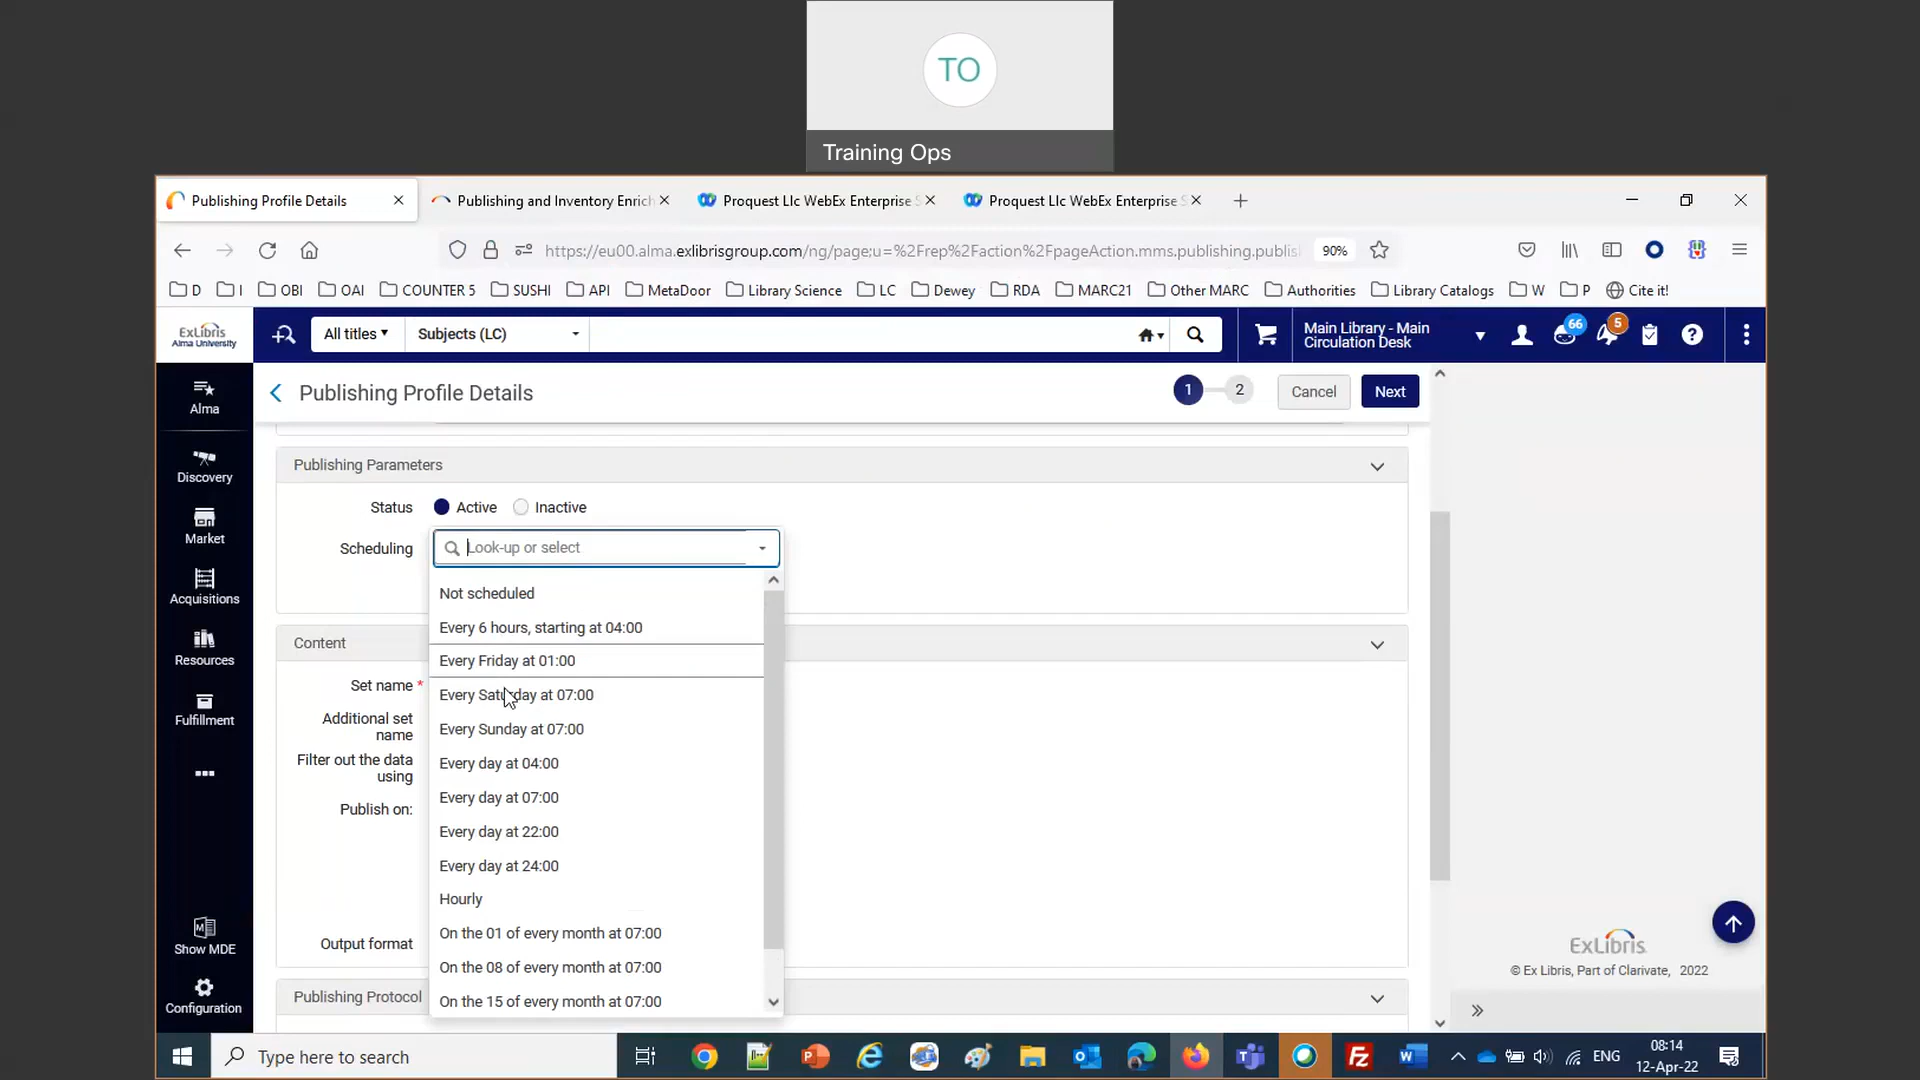 TO
Training Ops
Publishing Profile Details
Publishing and Inventory Enrich
Proquest Llc WebEx Enterprise S
Proquest Llc WebEx Enterprise S
https://eu00.alma.exlibrisgroup.com/ng/page;u=%2Frep%2Faction%2FpageAction.mms.publishing.publis
90%
D
I
OBI
OAI
COUNTER 5
SUSHI
API
MetaDoor
Library Science
LC
Dewey
RDA
MARC21
Other MARC
Authorities
Library Catalogs
W
P
Cite it!
ExLibris
Alma University
All titles
Subjects (LC)
Main Library - Main
Circulation Desk
66
5
Alma
Discovery
Market
Acquisitions
Resources
Fulfillment
Show MDE
Configuration
Publishing Profile Details
1
2
Cancel
Next
Publishing Parameters
Status
Active
Inactive
Scheduling
Look-up or select
Not scheduled
Every 6 hours, starting at 04:00
Every Friday at 01:00
Every Saturday at 07:00
Every Sunday at 07:00
Every day at 04:00
Every day at 07:00
Every day at 22:00
Every day at 24:00
Hourly
On the 01 of every month at 07:00
On the 08 of every month at 07:00
On the 15 of every month at 07:00
Content
Set name *
Additional set
name
Filter out the data
using
Publish on:
Output format
Publishing Protocol
ExLibris
© Ex Libris, Part of Clarivate, 2022
Type here to search
ENG
08:14
12-Apr-22